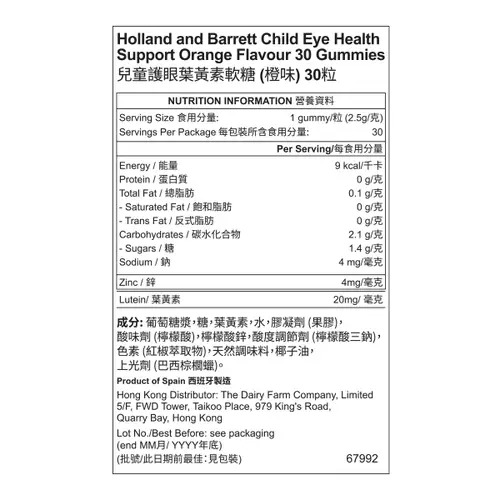 Holland and Barrett Child Eye Health
Support Orange Flavour 30 Gummies
兒童護眼葉黃素軟糖 (橙味) 30粒
NUTRITION INFORMATION 營養資料
Serving Size 食用分量: 1 gummy/粒 (2.5g/克)
Servings Per Package 每包裝所含食用分量: 30
Per Serving/每食用分量
Energy / 能量 9 kcal/千卡
Protein / 蛋白質 0 g/克
Total Fat / 總脂肪 0.1 g/克
- Saturated Fat / 飽和脂肪 0 g/克
- Trans Fat / 反式脂肪 0 g/克
Carbohydrates / 碳水化合物 2.1 g/克
- Sugars / 糖 1.4 g/克
Sodium / 鈉 4 mg/毫克
Zinc / 鋅 4mg/毫克
Lutein/ 葉黃素 20mg/ 毫克
成分: 葡萄糖漿，糖，葉黃素，水，膠凝劑 (果膠)，
酸味劑 (檸檬酸)，檸檬酸鋅，酸度調節劑 (檸檬酸三鈉)，
色素 (紅椒萃取物)，天然調味料，椰子油，
上光劑 (巴西棕櫚蠟)。
Product of Spain 西班牙製造
Hong Kong Distributor: The Dairy Farm Company, Limited
5/F, FWD Tower, Taikoo Place, 979 King's Road,
Quarry Bay, Hong Kong
Lot No./Best Before: see packaging
(end MM月/ YYYY年底)
(批號/此日期前最佳：見包裝) 67992